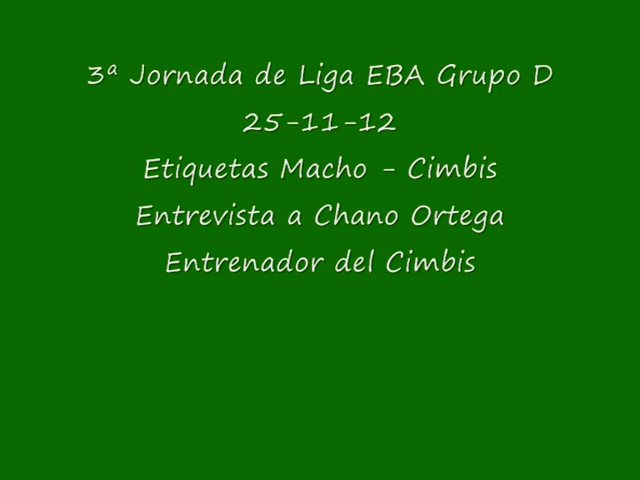 3ª Jornada de Liga EBA Grupo D
25-11-12
Etiquetas Macho - Cimbis
Entrevista a Chano Ortega
Entrenador del Cimbis